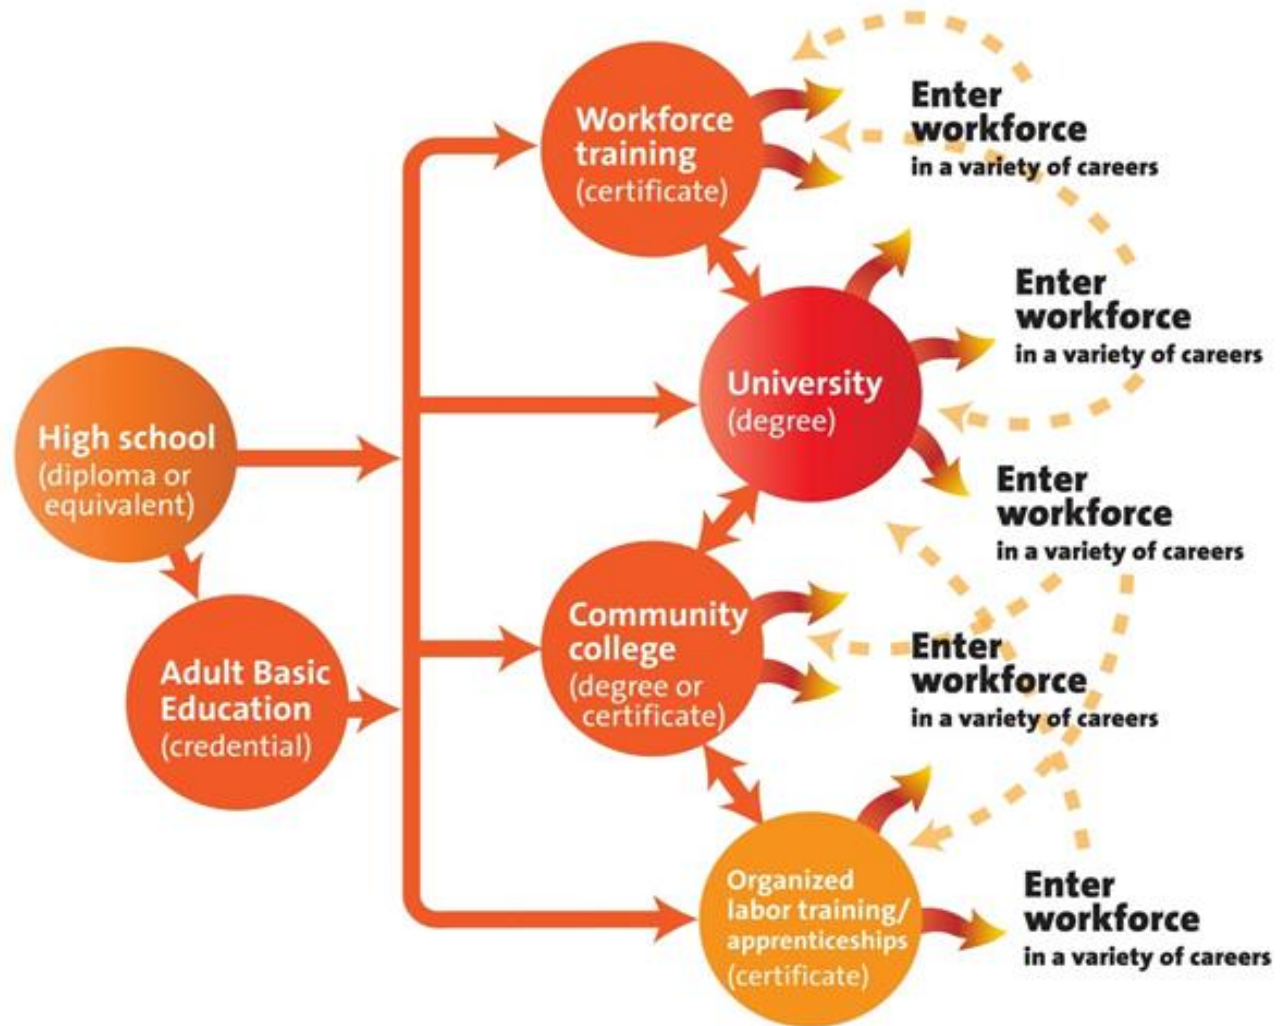 Workforce
training
(certificate)
Enter
workforce
in a variety of careers
University
(degree)
Enter
workforce
in a variety of careers
High school
(diploma or
equivalent)
Enter
workforce
in a variety of careers
Adult Basic
Education
(credential)
Community
college
(degree or
certificate)
Enter
workforce
in a variety of careers
Organized
labor training/
apprenticeships
(certificate)
Enter
workforce
in a variety of careers